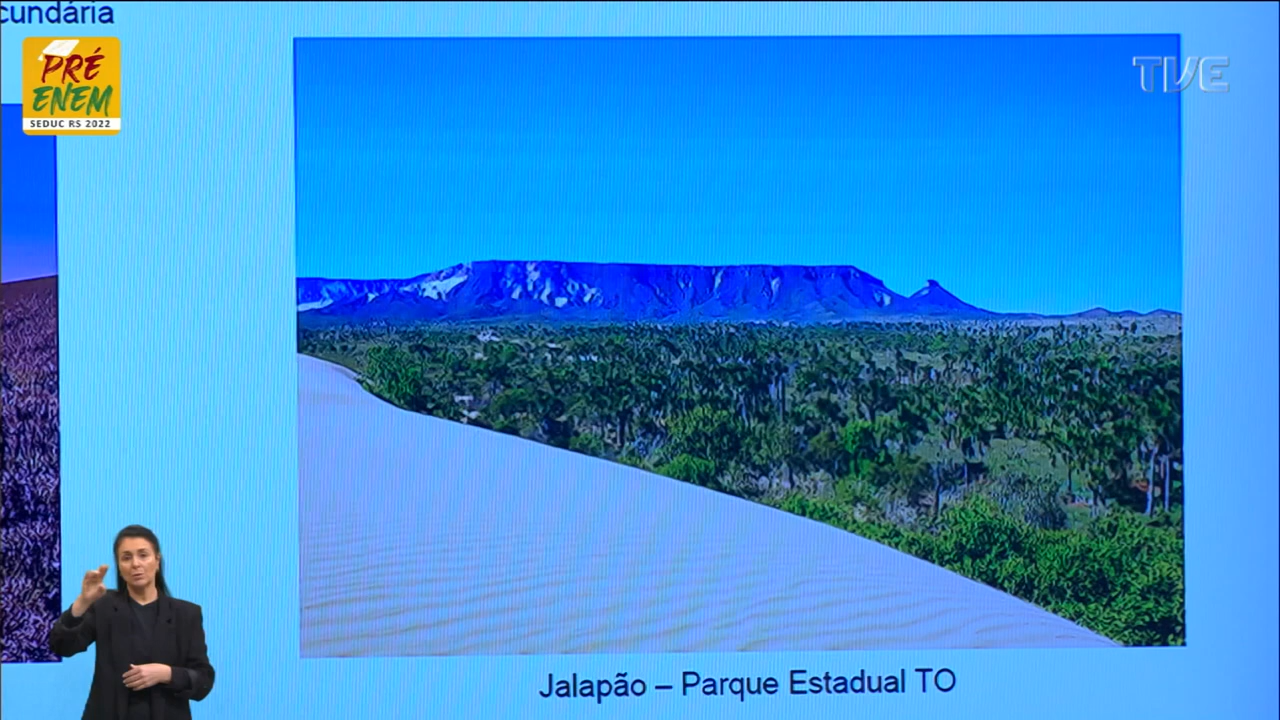 cundária
PRÉ
ENEM
SEDUC RS 2022
TVE
Jalapão – Parque Estadual TO